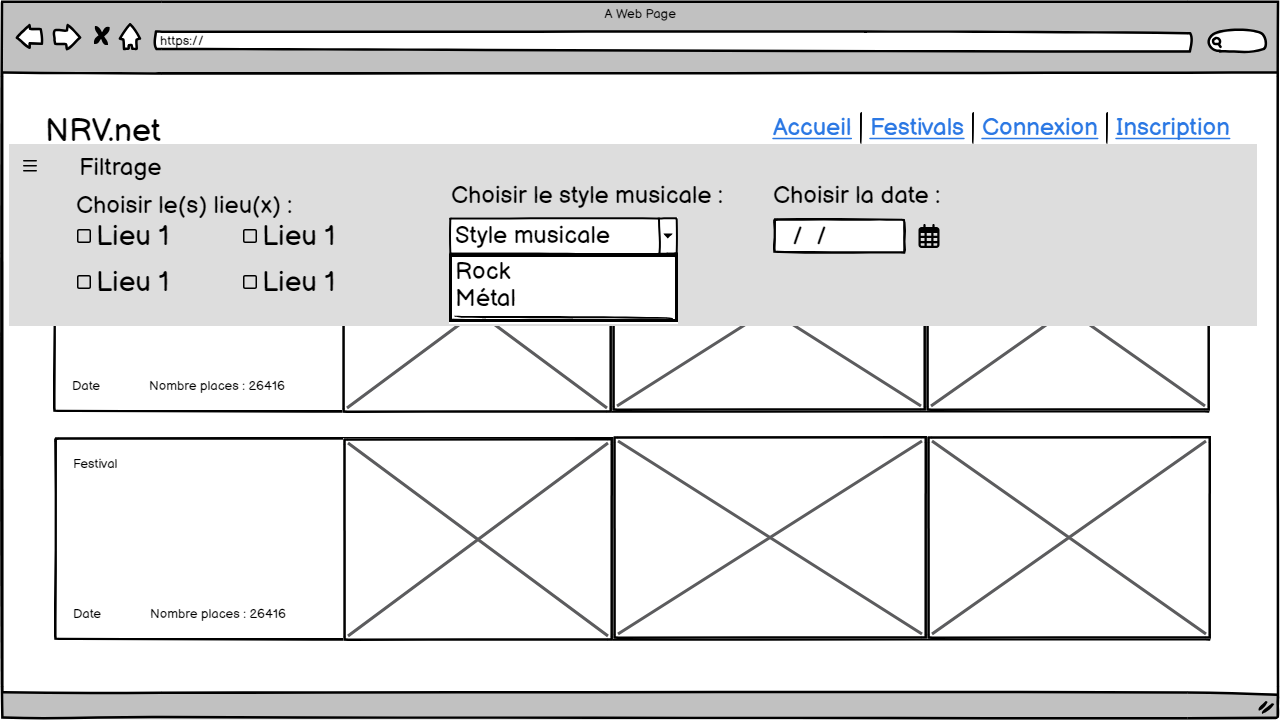 A Web Page
https://
NRV.net
Accueil Festivals Connexion Inscription
Filtrage
Choisir le(s) lieu(x) :
Lieu 1 Lieu 1
Lieu 1 Lieu 1
Choisir le style musicale :
Style musicale
Rock
Métal
Choisir la date :
/ /
Date Nombre places : 26416
Festival
Date Nombre places : 26416